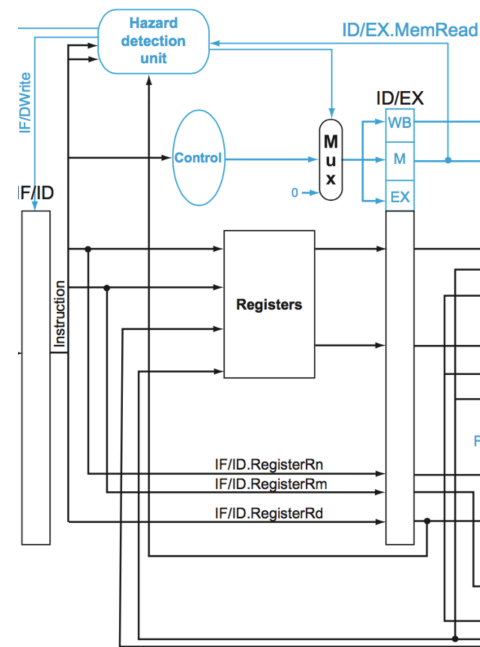 Hazard
detection
unit
ID/EX.MemRead
IF/DWrite
ID/EX
WB
M
u
x
Control
M
0
EX
IF/ID
Instruction
Registers
F
IF/ID.RegisterRn
IF/ID.RegisterRm
IF/ID.RegisterRd